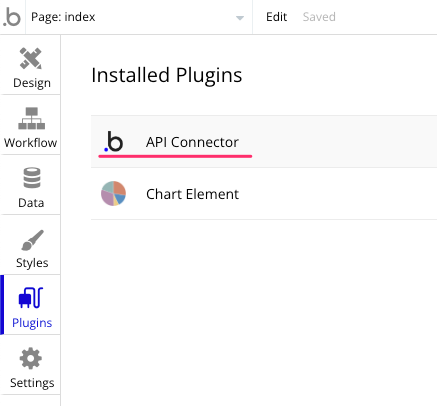 .b Page: index Edit Saved
Design
Workflow
Data
Styles
Plugins
Settings
Installed Plugins
.b API Connector
Chart Element